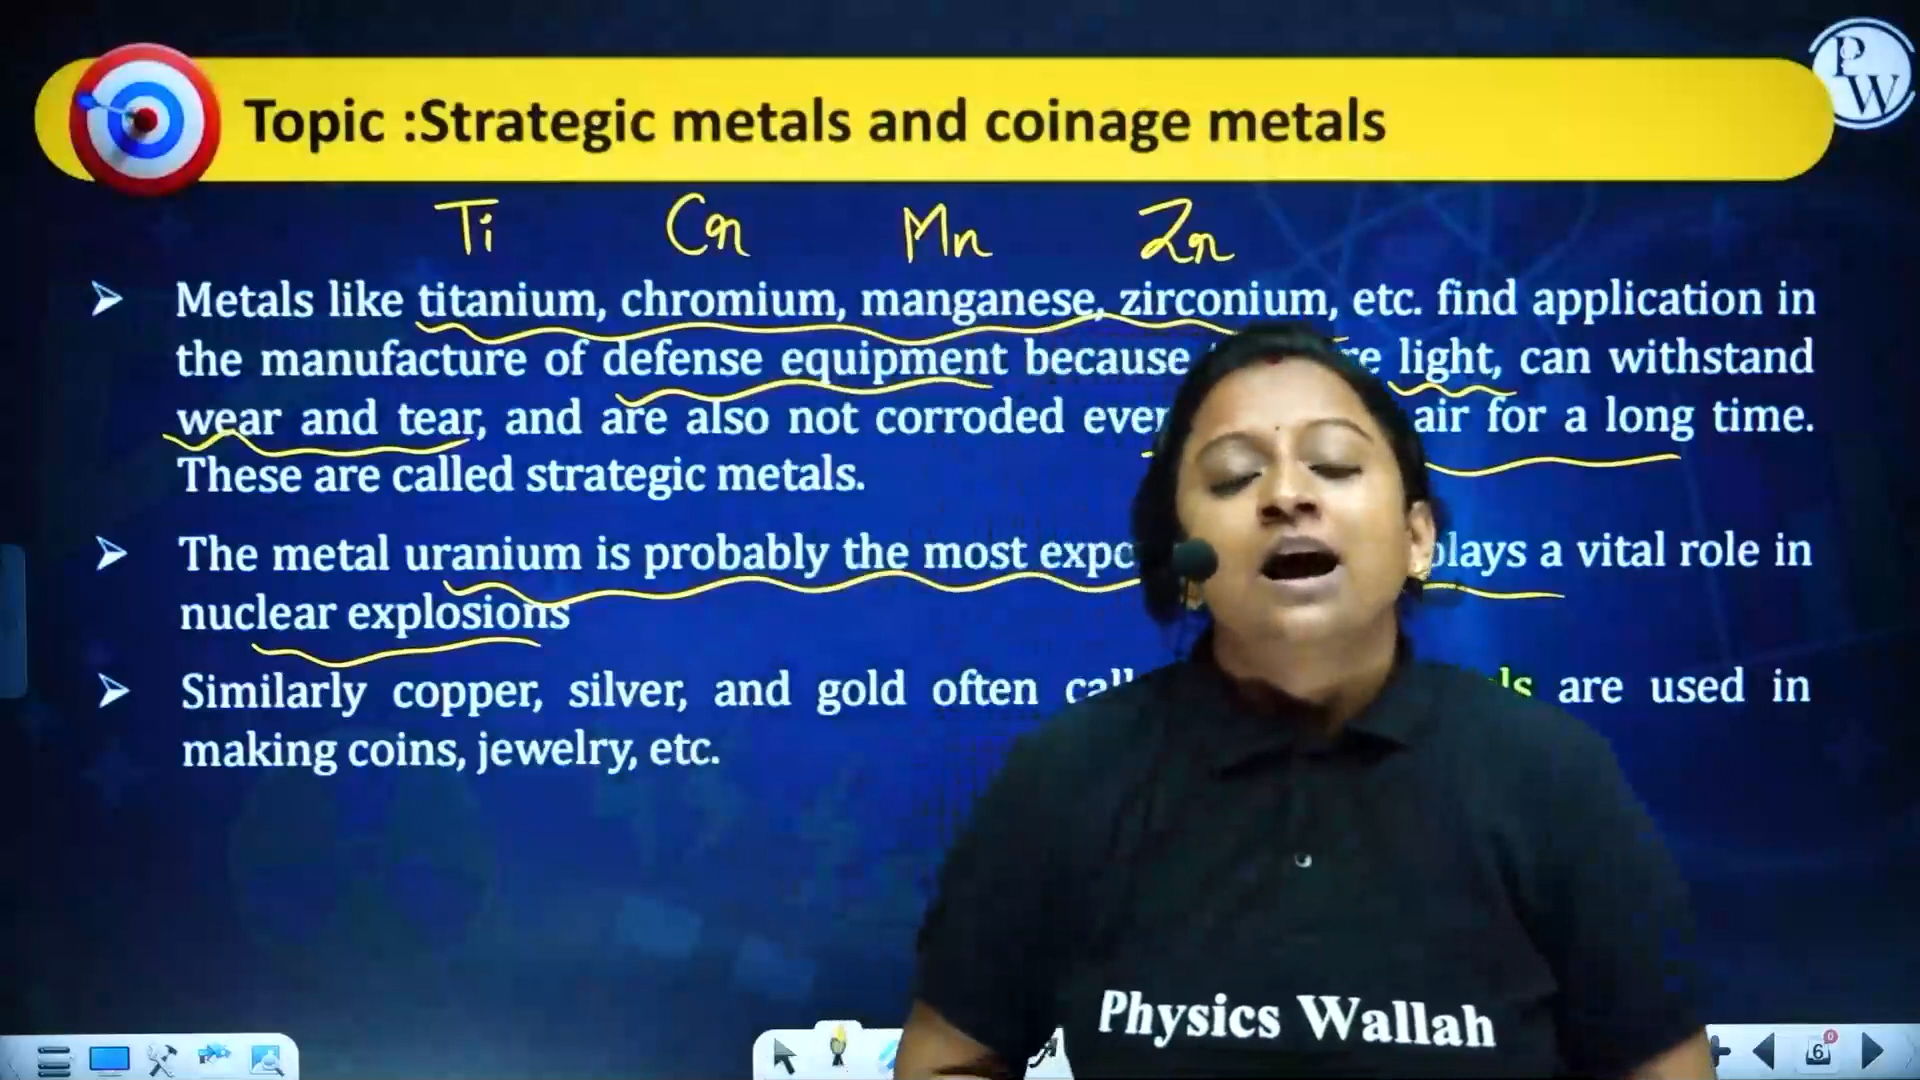 PW
Topic :Strategic metals and coinage metals
Ti Cr Mn Zr
Metals like titanium, chromium, manganese, zirconium, etc. find application in
the manufacture of defense equipment because light, can withstand
wear and tear, and are also not corroded air for a long time.
These are called strategic metals.
The metal uranium is probably the most plays a vital role in
nuclear explosions
Similarly copper, silver, and gold often are used in
making coins, jewelry, etc.
Physics Wallah
6